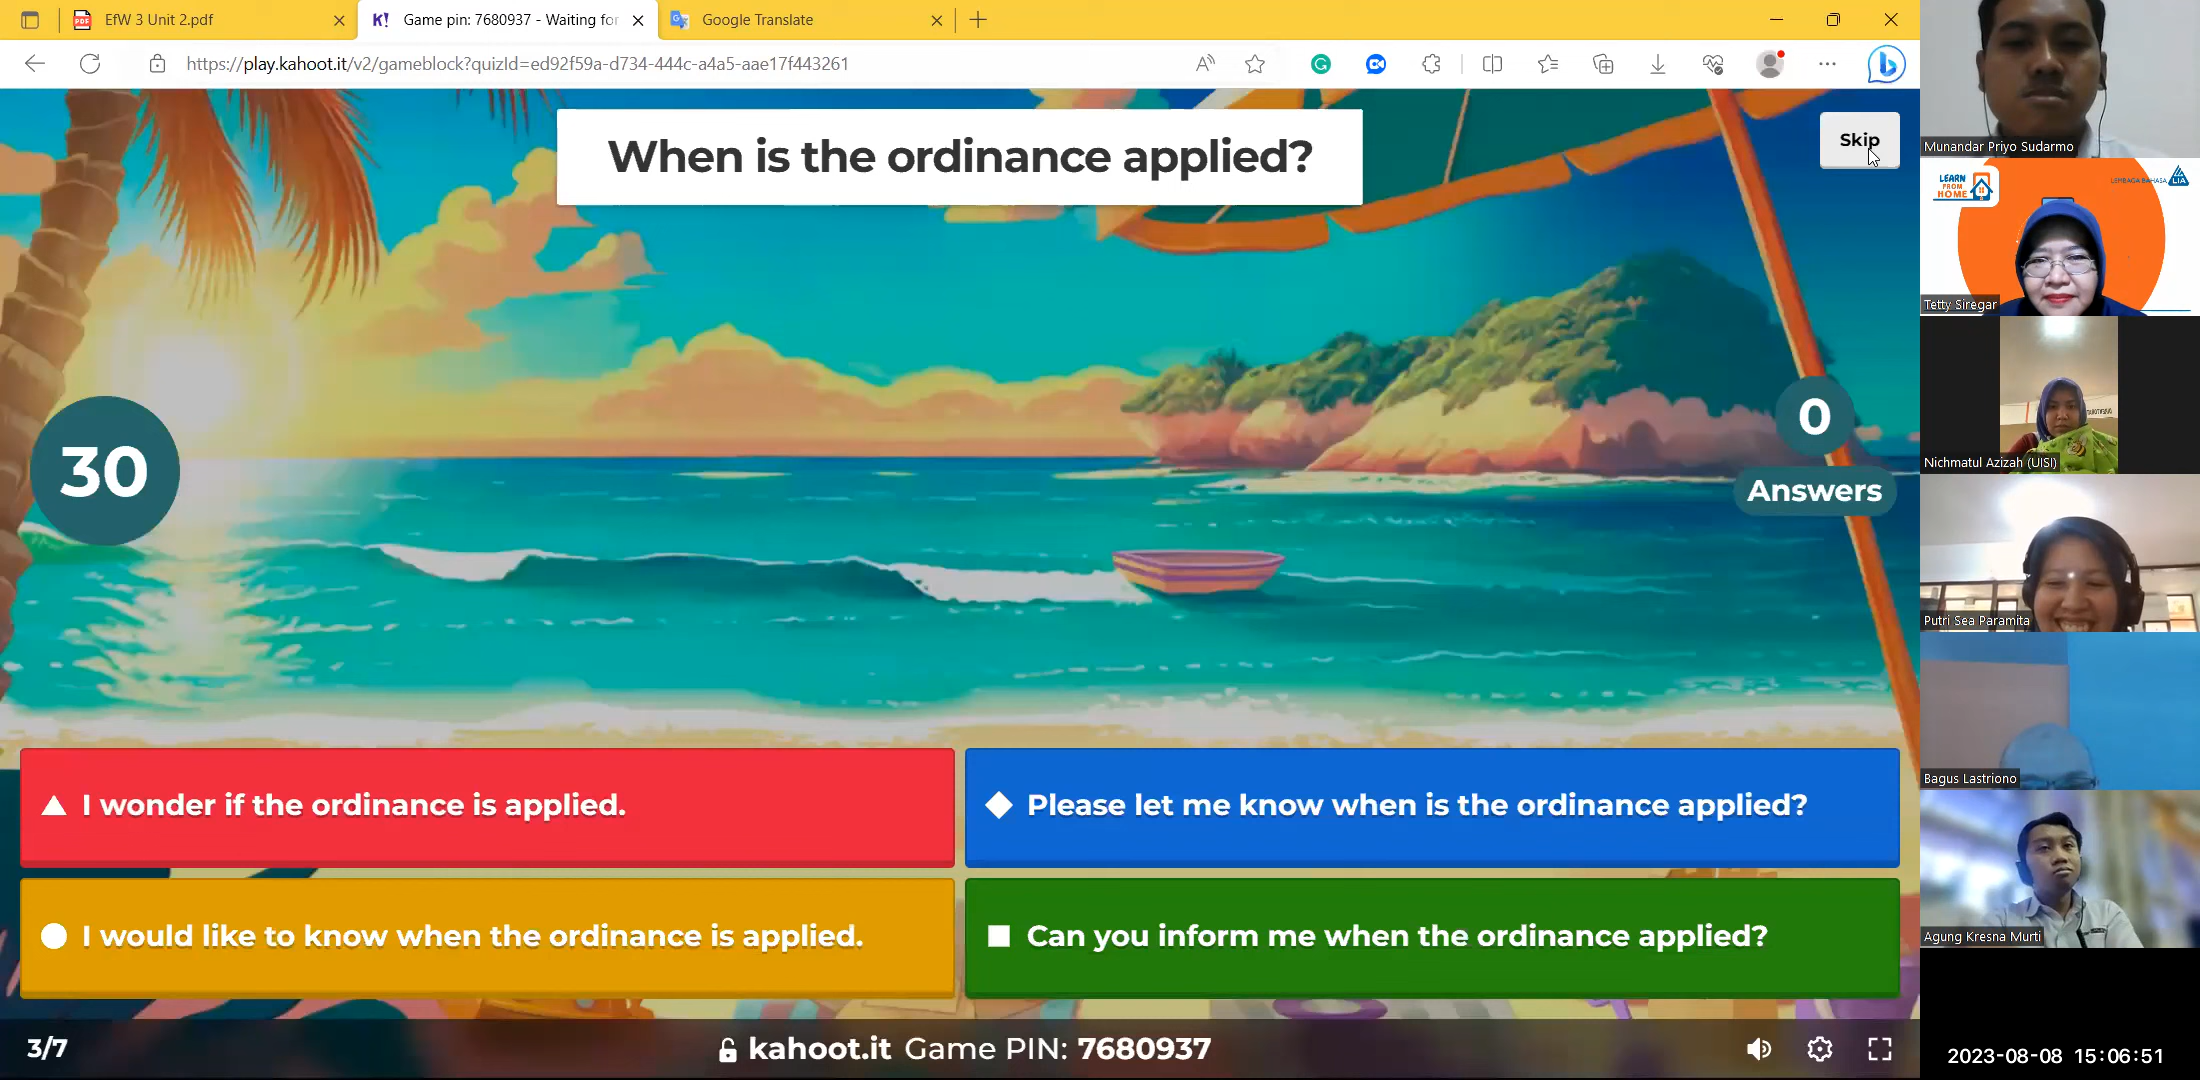 EfW 3 Unit 2.pdf
Game pin: 7680937 - Waiting for
Google Translate
https://play.kahoot.it/v2/gameblock?quizId=ed92f59a-d734-444c-a4a5-aae17f443261
When is the ordinance applied?
Skip
30
0
Answers
I wonder if the ordinance is applied.
Please let me know when is the ordinance applied?
I would like to know when the ordinance is applied.
Can you inform me when the ordinance applied?
3/7
kahoot.it Game PIN: 7680937
Munandar Priyo Sudarmo
LEARN
FROM
HOME
LEMBAGA BAHASA LIA
Tetty Siregar
Nichmatul Azizah (UISI)
Putri Sea Paramita
Bagus Lastriono
Agung Kresna Murti
2023-08-08 15:06:51